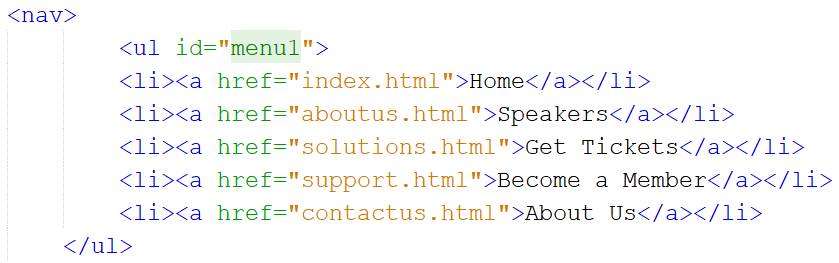 <nav>
<ul id="menu1">
<li><a href="index.html">Home</a></li>
<li><a href="aboutus.html">Speakers</a></li>
<li><a href="solutions.html">Get Tickets</a></li>
<li><a href="support.html">Become a Member</a></li>
<li><a href="contactus.html">About Us</a></li>
</ul>